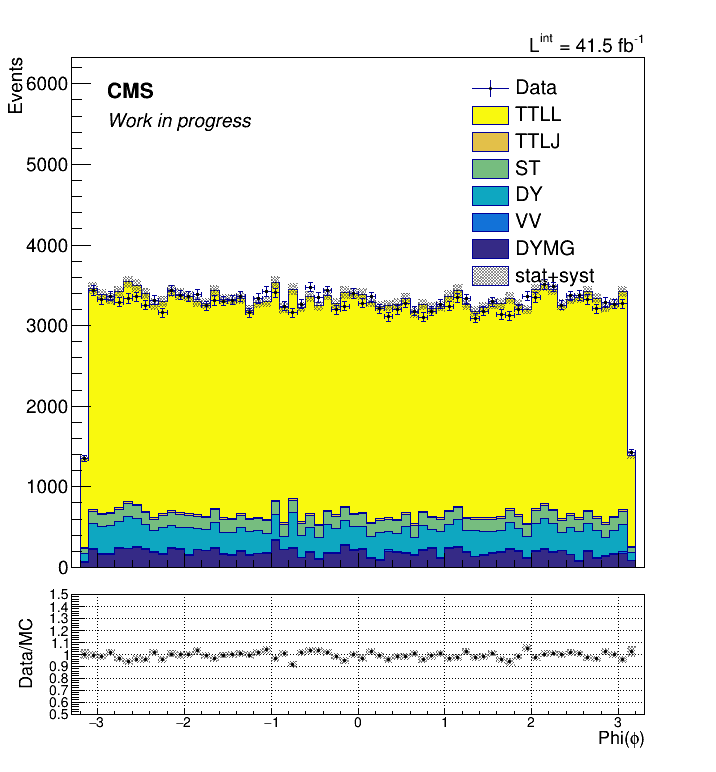 L^int = 41.5 fb^-1
Events
6000
5000
4000
3000
2000
1000
0
CMS
Work in progress
Data
TTLL
TTLJ
ST
DY
VV
DYMG
stat+syst
Data/MC
1.5
1.4
1.3
1.2
1.1
1
0.9
0.8
0.7
0.6
0.5
−3 −2 −1 0 1 2 3
Phi(ϕ)